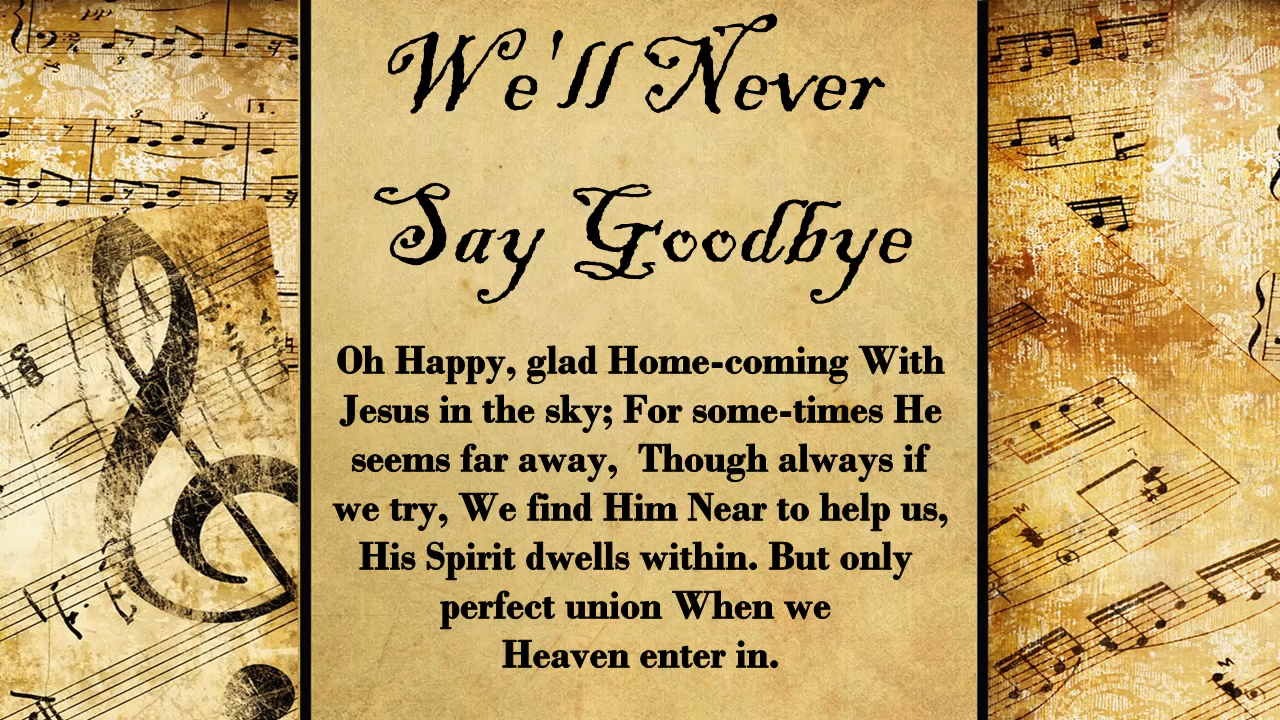 We'll Never
Say Goodbye
Oh Happy, glad Home-coming With
Jesus in the sky; For some-times He
seems far away,  Though always if
we try, We find Him Near to help us,
His Spirit dwells within. But only
perfect union When we
Heaven enter in.